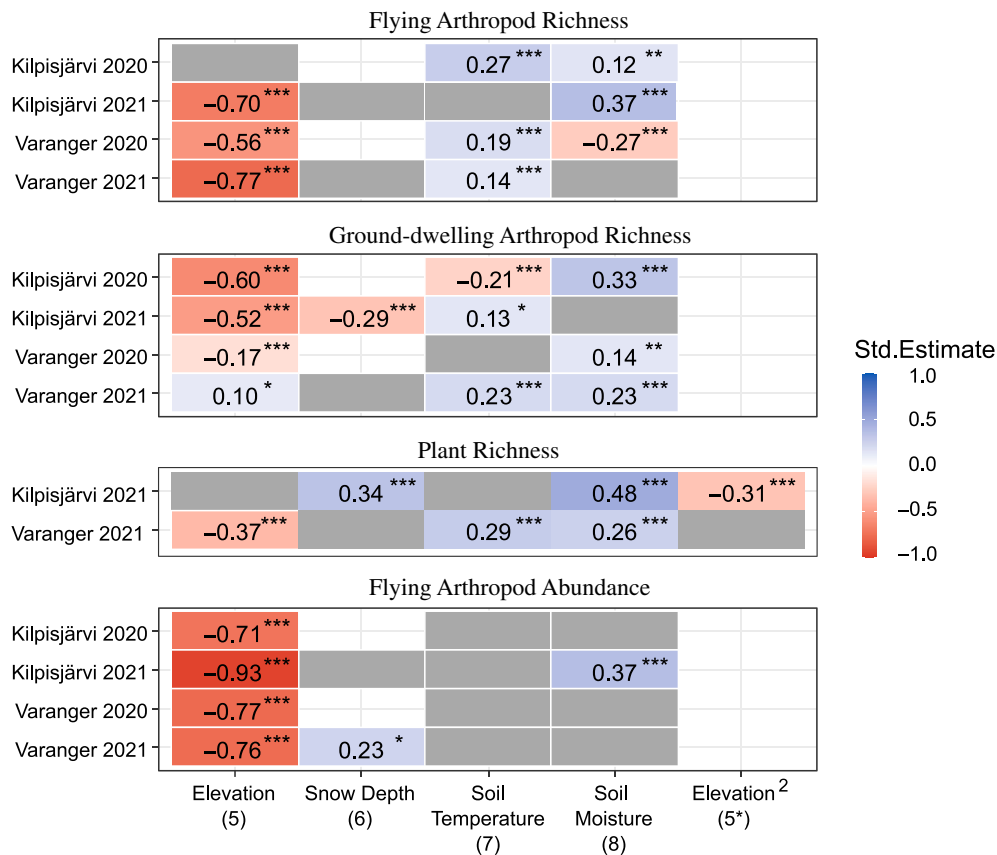 Flying Arthropod Richness
Kilpisjärvi 2020 0.27 *** 0.12 **
Kilpisjärvi 2021 −0.70 *** 0.37 ***
Varanger 2020 −0.56 *** 0.19 *** −0.27 ***
Varanger 2021 −0.77 *** 0.14 ***
Ground-dwelling Arthropod Richness
Kilpisjärvi 2020 −0.60 *** −0.21 *** 0.33 ***
Kilpisjärvi 2021 −0.52 *** −0.29 *** 0.13 *
Varanger 2020 −0.17 *** 0.14 **
Varanger 2021 0.10 * 0.23 *** 0.23 ***
Plant Richness
Kilpisjärvi 2021 0.34 *** 0.48 *** −0.31 ***
Varanger 2021 −0.37 *** 0.29 *** 0.26 ***
Flying Arthropod Abundance
Kilpisjärvi 2020 −0.71 ***
Kilpisjärvi 2021 −0.93 *** 0.37 ***
Varanger 2020 −0.77 ***
Varanger 2021 −0.76 *** 0.23 *
Elevation Snow Depth Soil Soil Elevation²
(5) (6) Temperature Moisture (5*)
(7) (8)
Std.Estimate
1.0
0.5
0.0
−0.5
−1.0